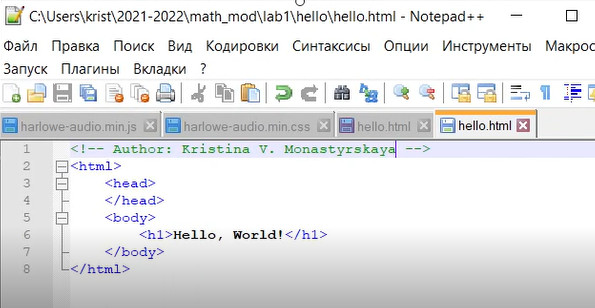 C:\Users\krist\2021-2022\math_mod\lab1\hello\hello.html - Notepad++
Файл Правка Поиск Вид Кодировки Синтаксисы Опции Инструменты Макрос
Запуск Плагины Вкладки ?
harlowe-audio.min.js harlowe-audio.min.css hello.html hello.html
1 <!-- Author: Kristina V. Monastyrskaya -->
2 <html>
3 <head>
4 </head>
5 <body>
6 <h1>Hello, World!</h1>
7 </body>
8 </html>